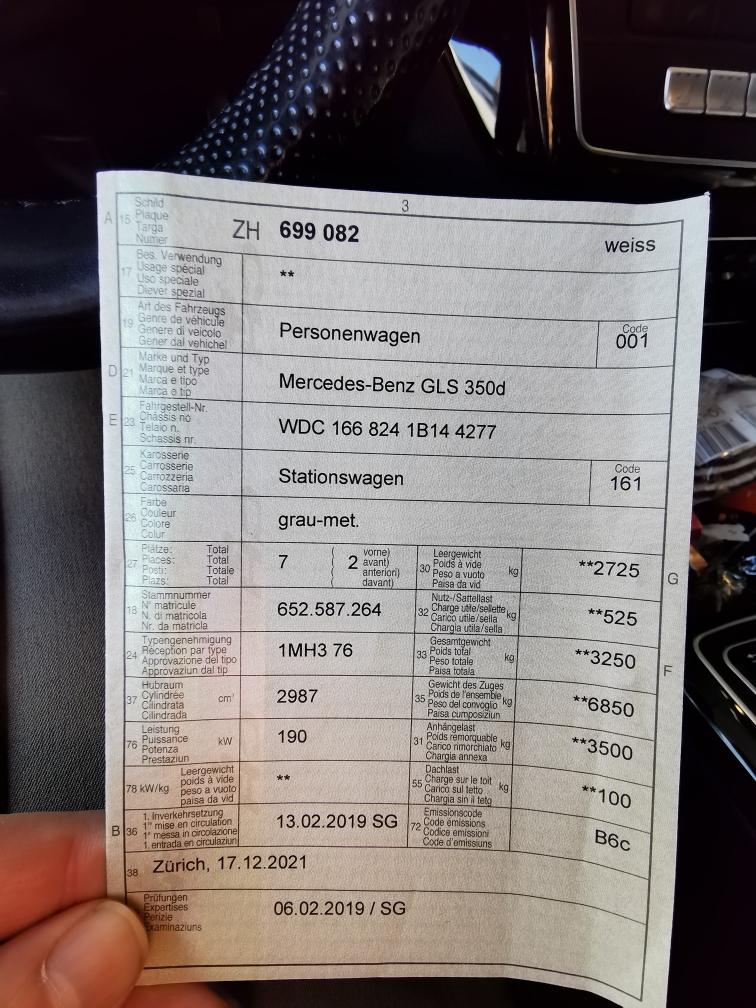 3
A 15 Schild
Plaque
Targa
Numer
ZH 699 082 weiss
17 Bes. Verwendung
Usage spécial
Uso speciale
Diever spezial
**
19 Art des Fahrzeugs
Genre de véhicule
Genere di veicolo
Gener dal vehichel
Personenwagen
Code
001
D 21 Marke und Typ
Marque et type
Marca e tipo
Marca e tip
Mercedes-Benz GLS 350d
E 23 Fahrgestell-Nr.
Châssis no
Telaio n.
Schassis nr.
WDC 166 824 1B14 4277
25 Karosserie
Carrosserie
Carrozzeria
Carossaria
Stationswagen
Code
161
26 Farbe
Couleur
Colore
Colur
grau-met.
27 Plätze: Total
Places: Total
Posti: Totale
Plazs: Total
7 ( 2 vorne)
avant)
anteriori)
davant)
30 Leergewicht
Poids à vide
Peso a vuoto
Paisa da vid
kg
**2725
G
18 Stammnummer
N° matricule
N. di matricola
Nr. da matricla
652.587.264
32 Nutz-/Sattellast
Charge utile/sellette
Carico utile/sella
Chargia utila/sella
kg
**525
24 Typengenehmigung
Réception par type
Approvazione del tipo
Approvaziun dal tip
1MH3 76
33 Gesamtgewicht
Poids total
Peso totale
Paisa totala
kg
**3250
F
37 Hubraum
Cylindrée
Cilindrata
Cilindrada
cm³
2987
35 Gewicht des Zuges
Poids de l'ensemble
Peso del convoglio
Paisa cumposiziun
kg
**6850
76 Leistung
Puissance
Potenza
Prestaziun
kW
190
31 Anhängelast
Poids remorquable
Carico rimorchiato
Chargia annexa
kg
**3500
78 kW/kg Leergewicht
poids à vide
peso a vuoto
paisa da vid
**
55 Dachlast
Charge sur le toit
Carico sul tetto
Chargia sin il tetg
kg
**100
B 36 1. Inverkehrsetzung
1re mise en circulation
1a messa in circolazione
1. entrada en circulaziun
13.02.2019 SG
72 Emissionscode
Code émissions
Codice emissioni
Code d'emissiuns
B6c
38 Zürich, 17.12.2021
Prüfungen
Expertises
Perizie
Examinaziuns
06.02.2019 / SG